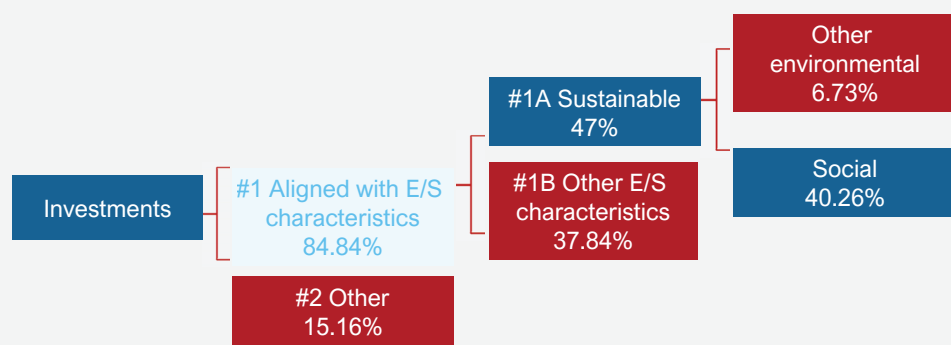 Investments
#1 Aligned with E/S
characteristics
84.84%
#2 Other
15.16%
#1A Sustainable
47%
#1B Other E/S
characteristics
37.84%
Other
environmental
6.73%
Social
40.26%